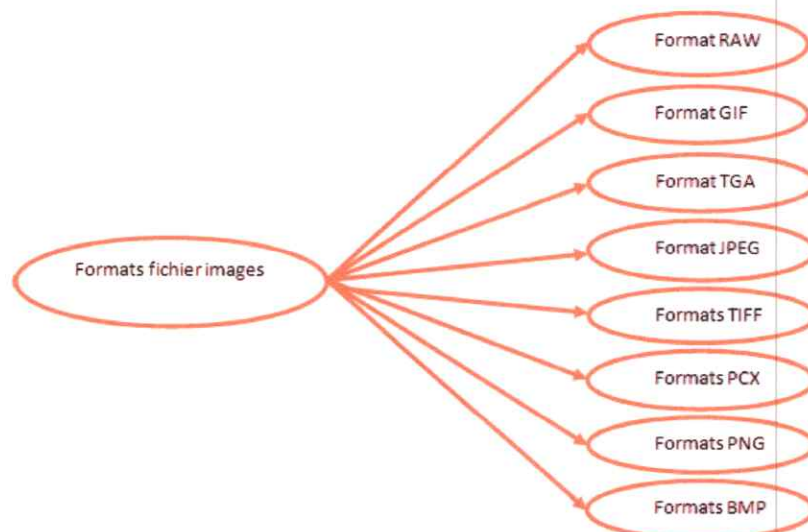 Format RAW
Format GIF
Format TGA
Format JPEG
Formats fichier images
Formats TIFF
Formats PCX
Formats PNG
Formats BMP